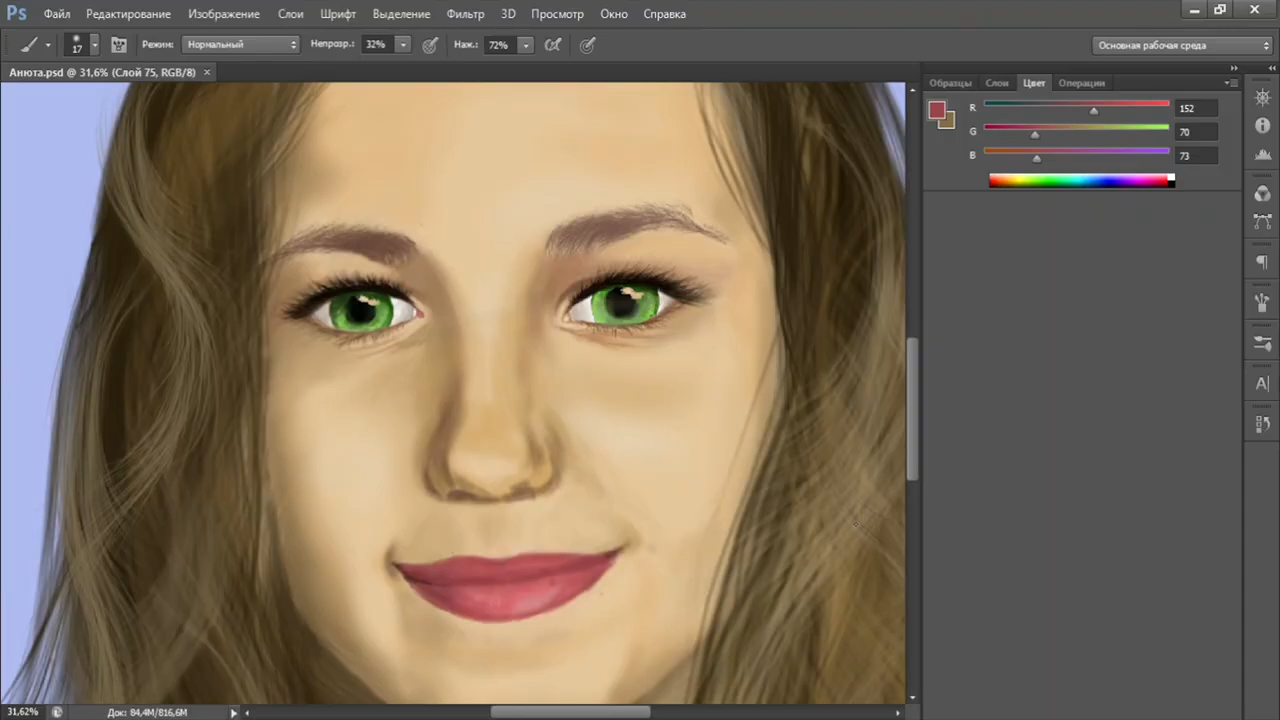 Ps Файл Редактирование Изображение Слои Шрифт Выделение Фильтр 3D Просмотр Окно Справка
17 Режим: Нормальный Непрозр.: 32% Наж.: 72% Основная рабочая среда
Анюта.psd @ 31,6% (Слой 75, RGB/8) ×
Образцы Слои Цвет Операции
R 152
G 70
B 73
31,62% Док: 84,4M/816,6M